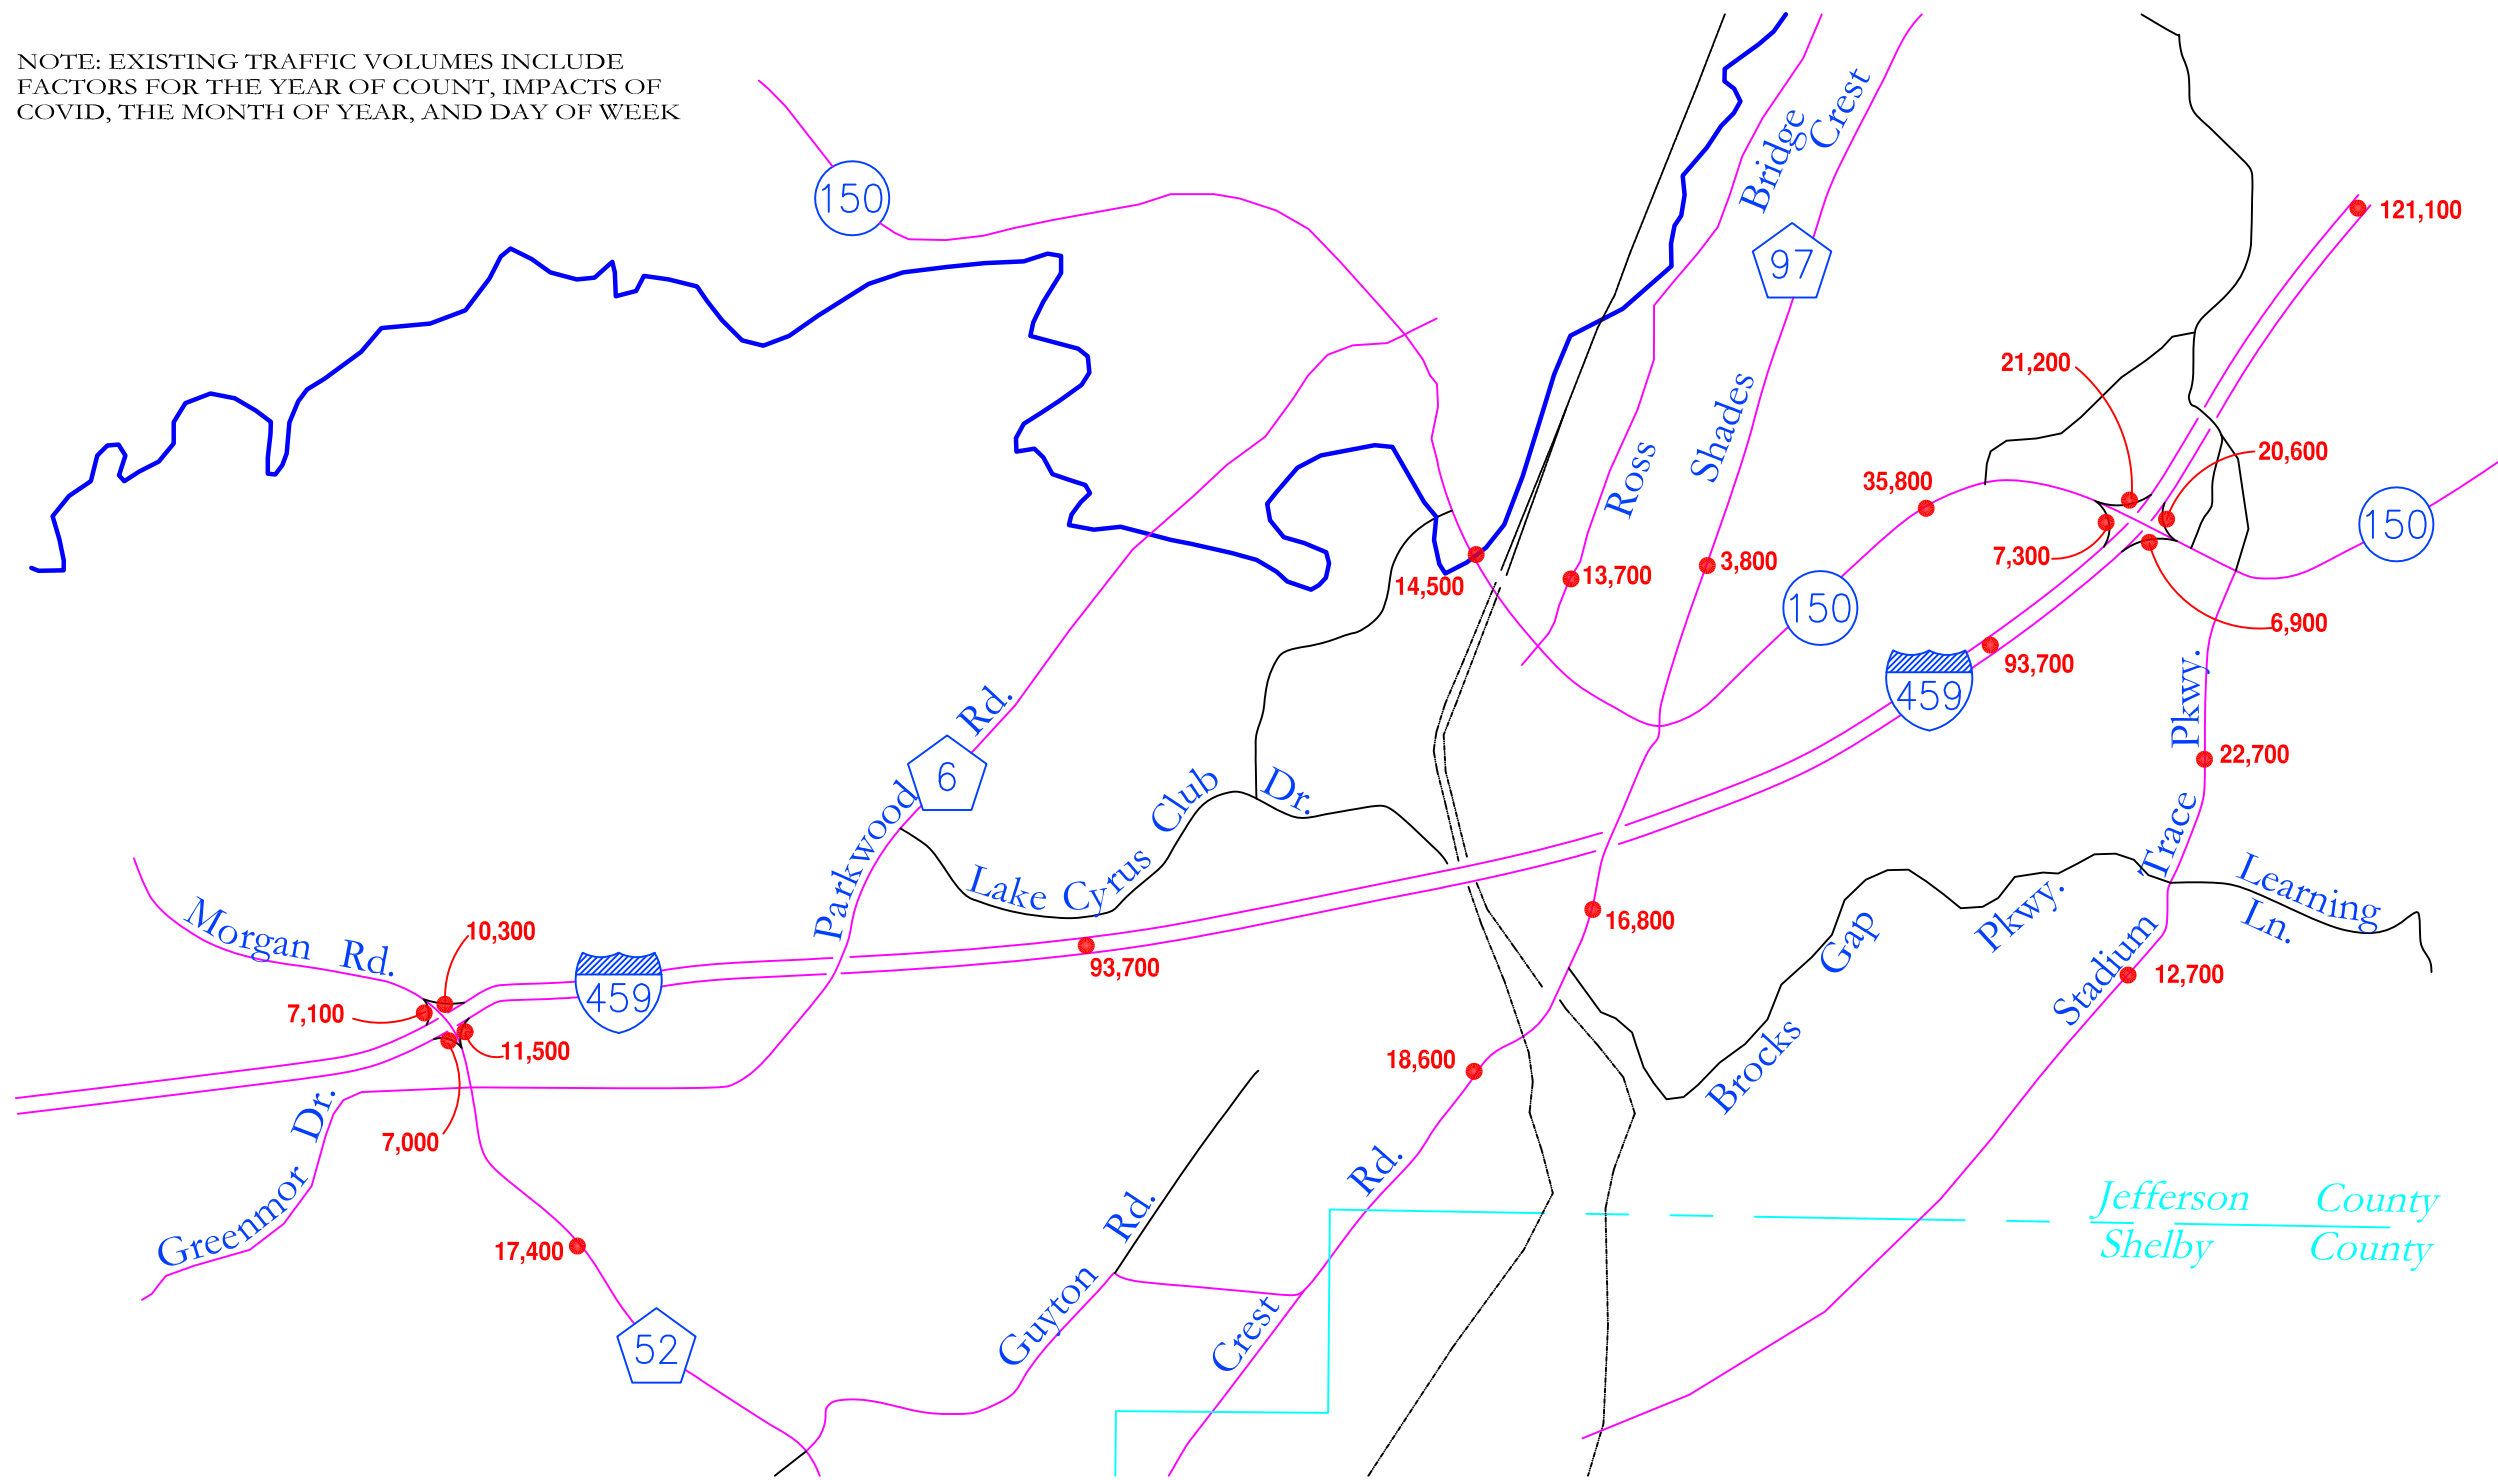 NOTE: EXISTING TRAFFIC VOLUMES INCLUDE
FACTORS FOR THE YEAR OF COUNT, IMPACTS OF
COVID, THE MONTH OF YEAR, AND DAY OF WEEK
150
Bridge
Crest
97
121,100
21,200
20,600
35,800
Ross
Shades
150
7,300
14,500
13,700
3,800
150
6,900
93,700
459
Pkwy.
22,700
Rd.
6
Parkwood
Club
Dr.
Lake Cyrus
Trace
Learning
Ln.
Morgan Rd.
10,300
459
93,700
16,800
Gap
Pkwy.
Stadium
12,700
7,100
11,500
18,600
Brocks
Dr.
7,000
Greenmor
Rd.
Rd.
Jefferson County
Shelby County
17,400
Guyton
Crest
52